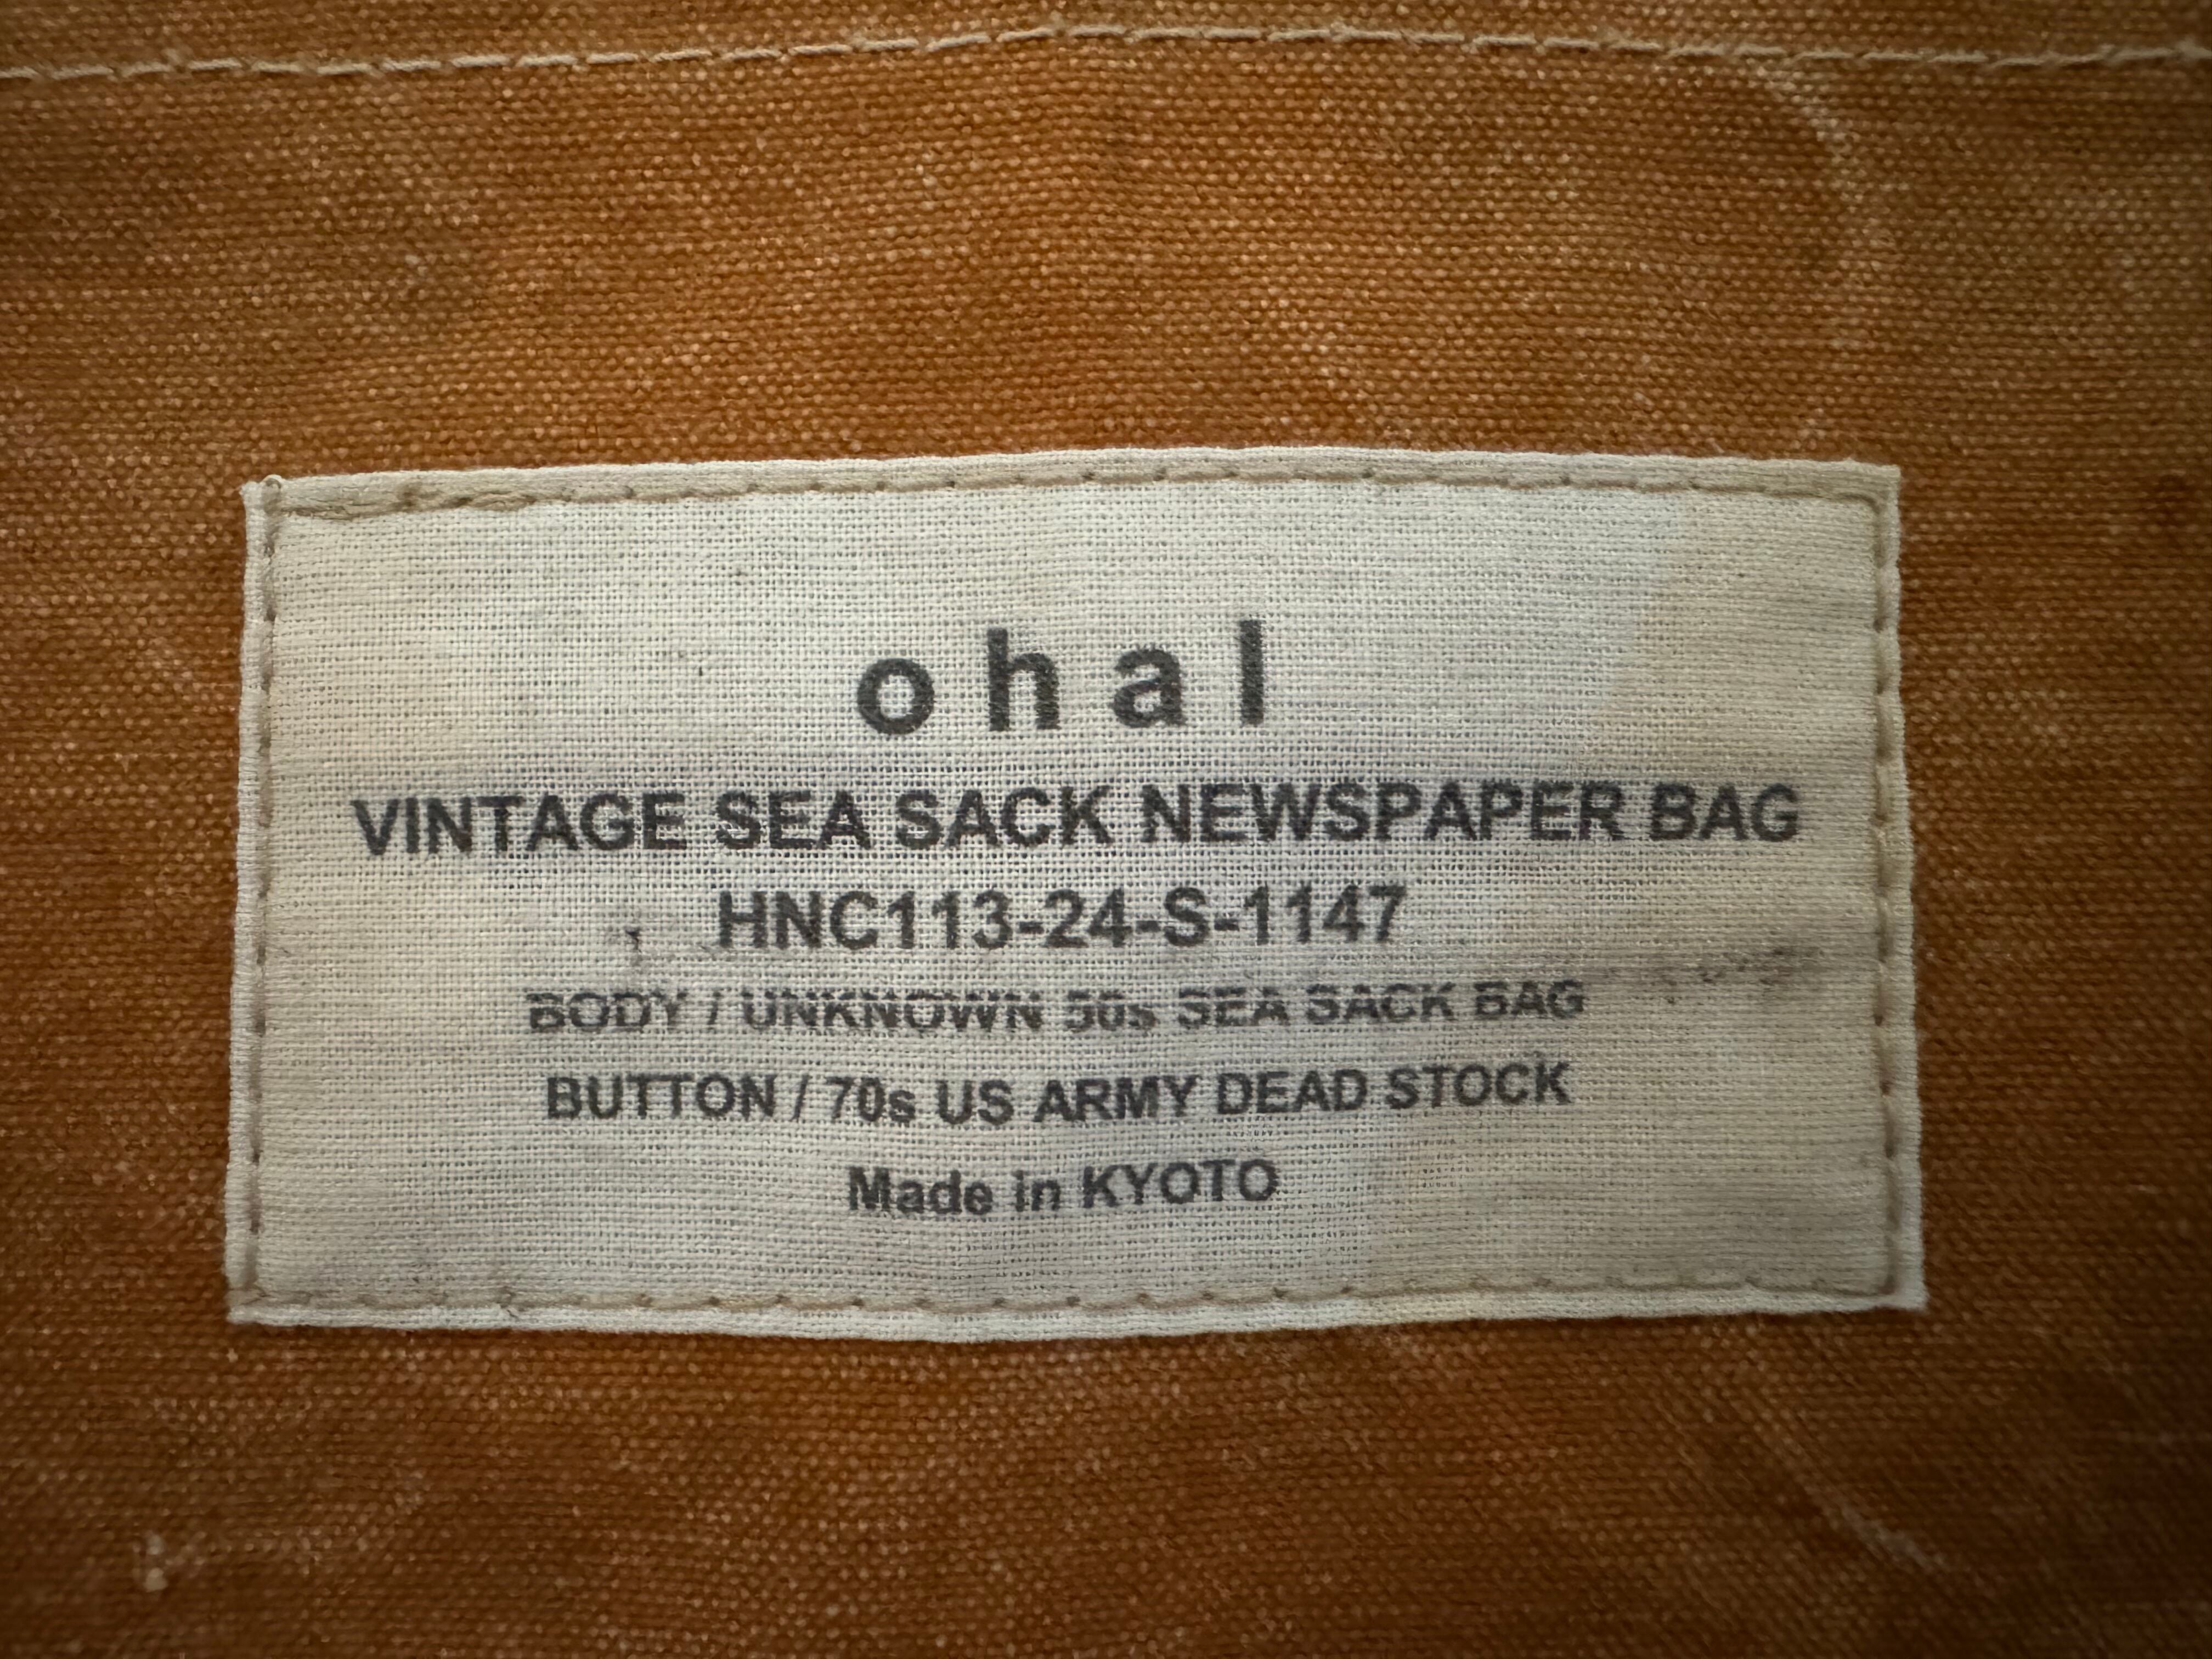 ohal
VINTAGE SEA SACK NEWSPAPER BAG
HNC113-24-S-1147
BODY / UNKNOWN 50s SEA SACK BAG
BUTTON / 70s US ARMY DEAD STOCK
Made in KYOTO